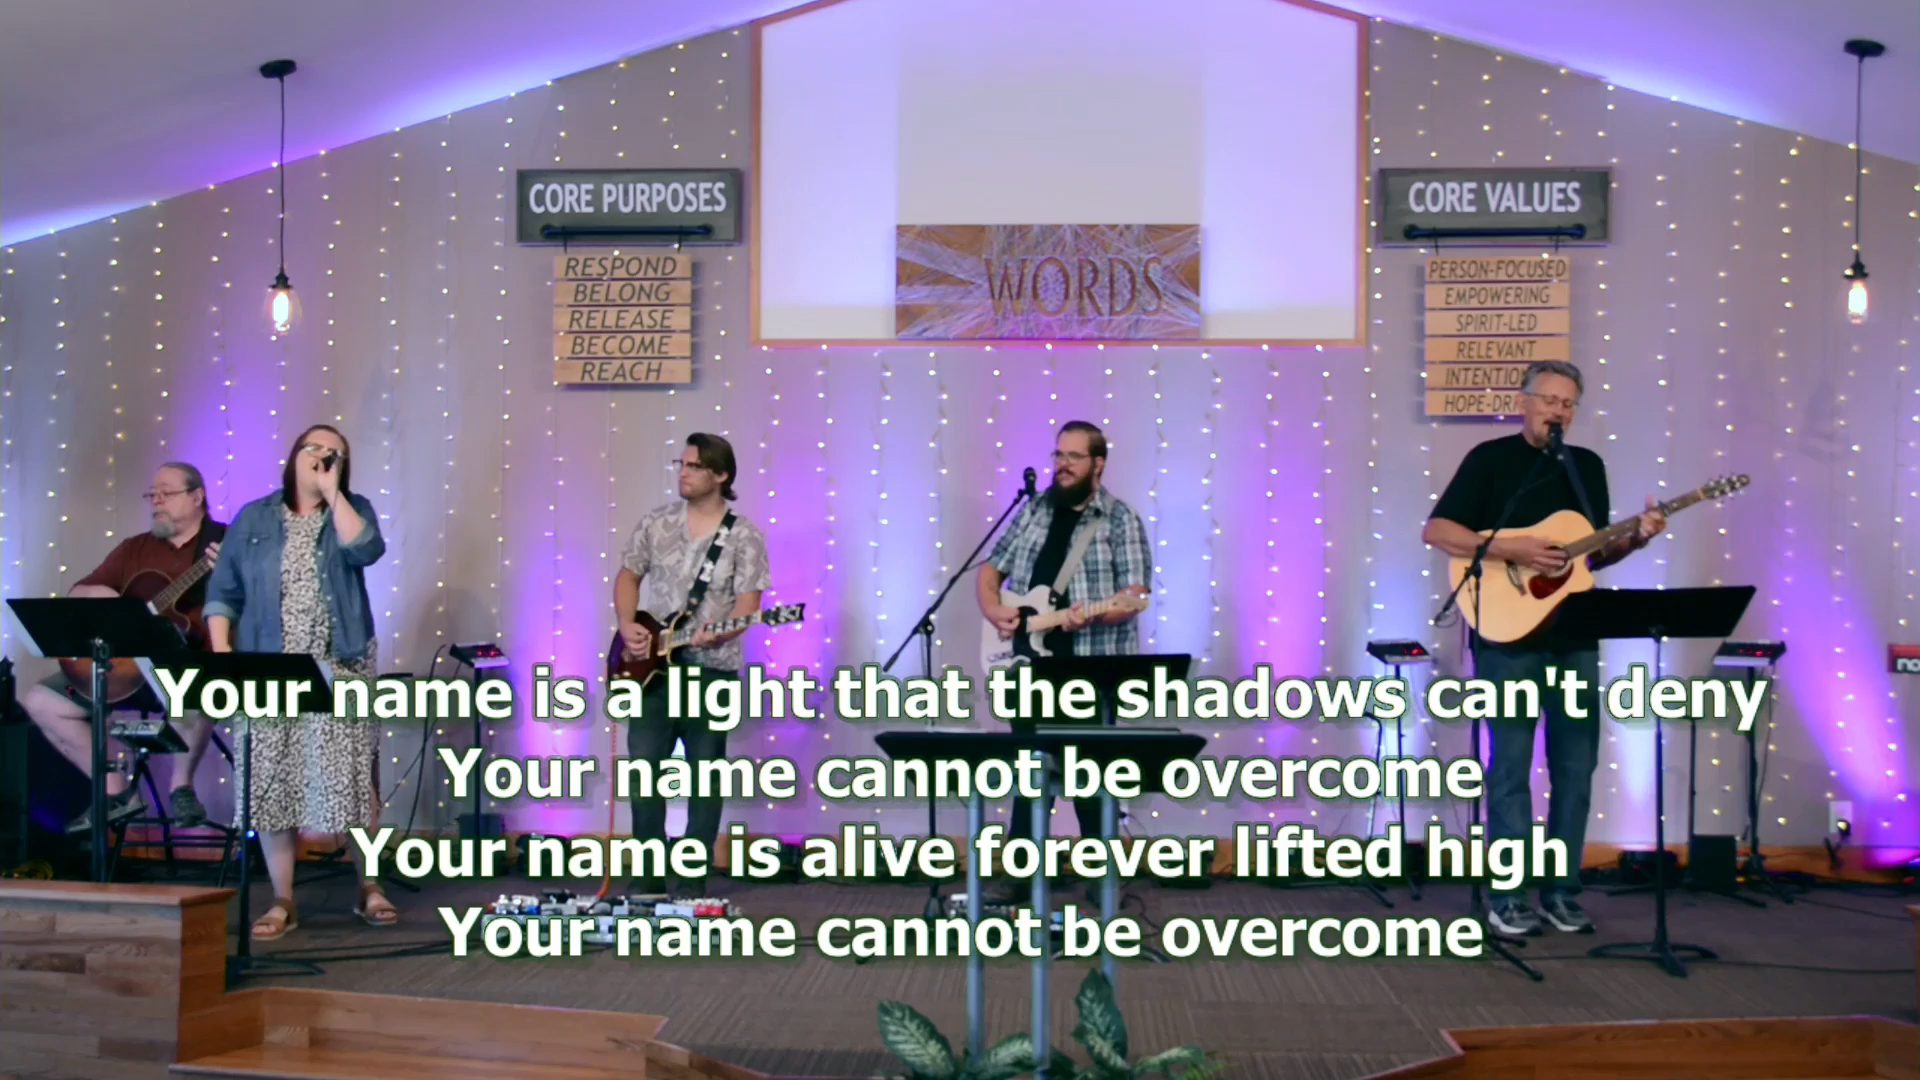 CORE PURPOSES
RESPOND
BELONG
RELEASE
BECOME
REACH
WORDS
CORE VALUES
PERSON-FOCUSED
EMPOWERING
SPIRIT-LED
RELEVANT
Your name is a light that the shadows can't deny
Your name cannot be overcome
Your name is alive forever lifted high
Your name cannot be overcome